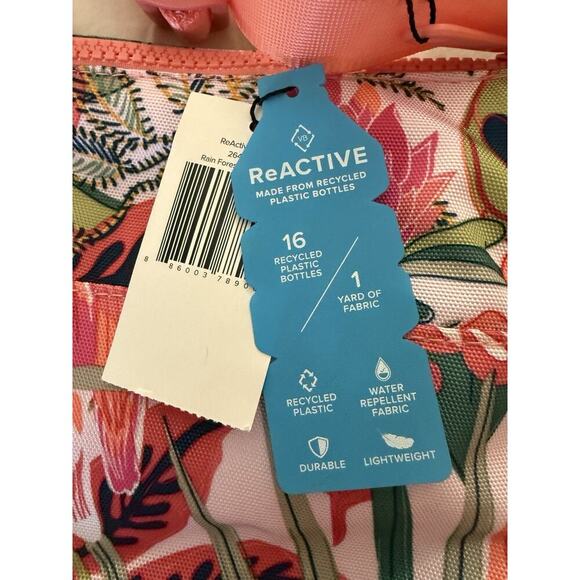 ReActiv
264
Rain Fores
8 86003 7890
VB
ReACTIVE
MADE FROM RECYCLED
PLASTIC BOTTLES
16
RECYCLED
PLASTIC
BOTTLES
1
YARD OF
FABRIC
RECYCLED
PLASTIC
WATER
REPELLENT
FABRIC
DURABLE
LIGHTWEIGHT